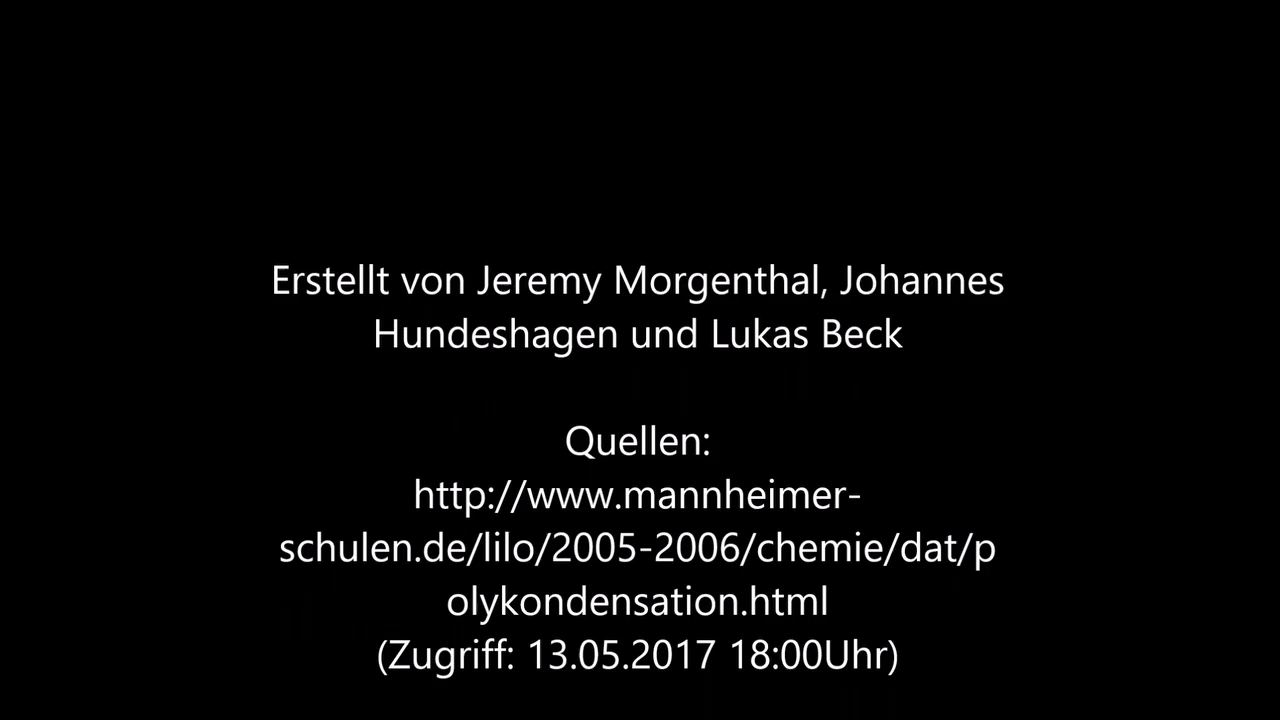 Erstellt von Jeremy Morgenthal, Johannes
Hundeshagen und Lukas Beck
Quellen:
http://www.mannheimer-
schulen.de/lilo/2005-2006/chemie/dat/p
olykondensation.html
(Zugriff: 13.05.2017 18:00Uhr)